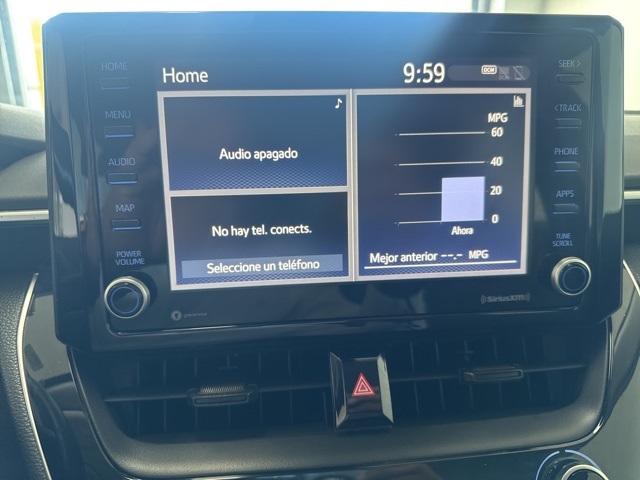 HOME
MENU
AUDIO
MAP
POWER
VOLUME
Home
9:59
DCM
Audio apagado
No hay tel. conects.
Seleccione un teléfono
MPG
60
40
20
0
Ahora
Mejor anterior --.- MPG
SEEK >
< TRACK
PHONE
APPS
TUNE
SCROLL
SiriusXM